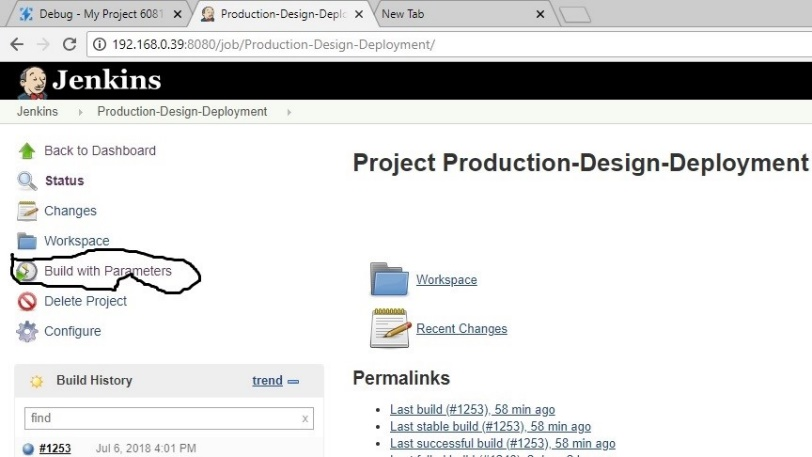 Debug - My Project 6081
Production-Design-Deplo
New Tab
192.168.0.39:8080/job/Production-Design-Deployment/
Jenkins
Jenkins
Production-Design-Deployment
Back to Dashboard
Status
Changes
Workspace
Build with Parameters
Delete Project
Configure
Build History
trend
find
x
#1253
Jul 6, 2018 4:01 PM
Project Production-Design-Deployment
Workspace
Recent Changes
Permalinks
Last build (#1253), 58 min ago
Last stable build (#1253), 58 min ago
Last successful build (#1253), 58 min ago